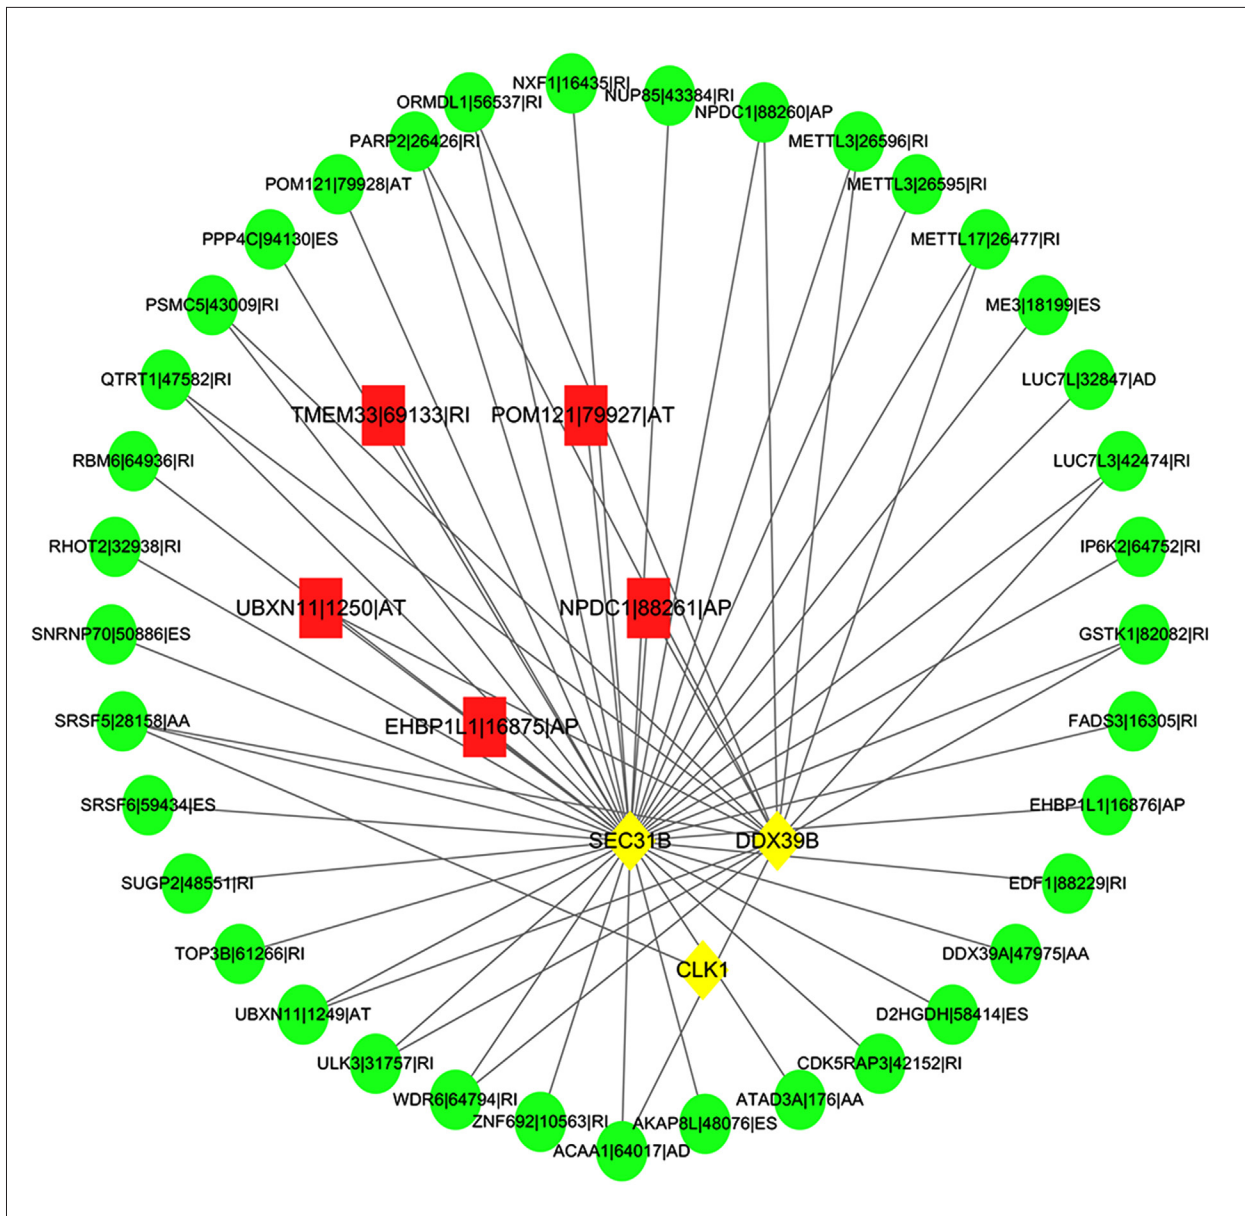 NXF1|16435|RI
NUP85|43384|RI
ORMDL1|56537|RI
NPDC1|88260|AP
PARP2|26426|RI
METTL3|26596|RI
POM121|79928|AT
METTL3|26595|RI
PPP4C|94130|ES
METTL17|26477|RI
PSMC5|43009|RI
ME3|18199|ES
QTRT1|47582|RI
LUC7L|32847|AD
TMEM33|69133|RI
POM121|79927|AT
RBM6|64936|RI
LUC7L3|42474|RI
RHOT2|32938|RI
IP6K2|64752|RI
UBXN11|1250|AT
NPDC1|88261|AP
SNRNP70|50886|ES
GSTK1|82082|RI
SRSF5|28158|AA
EHBP1L1|16875|AP
FADS3|16305|RI
SRSF6|59434|ES
EHBP1L1|16876|AP
SEC31B
DDX39B
SUGP2|48551|RI
EDF1|88229|RI
TOP3B|61266|RI
DDX39A|47975|AA
CLK1
UBXN11|1249|AT
D2HGDH|58414|ES
ULK3|31757|RI
CDK5RAP3|42152|RI
WDR6|64794|RI
ATAD3A|176|AA
ZNF692|10563|RI
AKAP8L|48076|ES
ACAA1|64017|AD